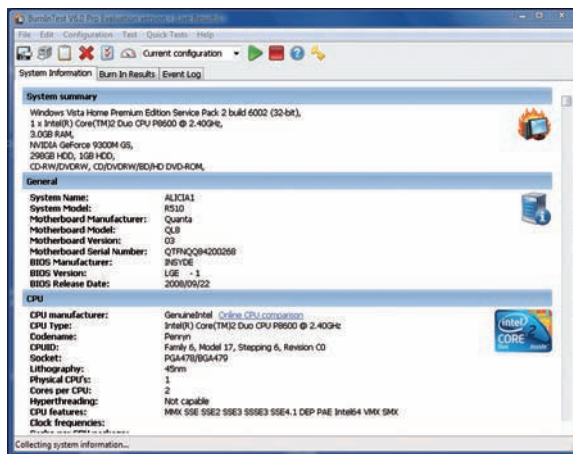 BurnInTest V6.0 Pro Evaluation version - [Live Results]
File Edit Configuration Test Quick Tests Help
Current configuration
System Information Burn In Results Event Log
System summary
Windows Vista Home Premium Edition Service Pack 2 build 6002 (32-bit),
1 x Intel(R) Core(TM)2 Duo CPU P8600 @ 2.40GHz,
3.0GB RAM,
NVIDIA GeForce 9300M GS,
298GB HDD, 1GB HDD,
CD-RW/DVDRW, CD/DVDRW/BD/HD DVD-ROM,
General
System Name: ALICIA1
System Model: R510
Motherboard Manufacturer: Quanta
Motherboard Model: QL8
Motherboard Version: 03
Motherboard Serial Number: QTFNQQ84200268
BIOS Manufacturer: INSYDE
BIOS Version: LGE - 1
BIOS Release Date: 2008/09/22
CPU
CPU manufacturer: GenuineIntel Online CPU comparison
CPU Type: Intel(R) Core(TM)2 Duo CPU P8600 @ 2.40GHz
Codename: Penryn
CPUID: Family 6, Model 17, Stepping 6, Revision C0
Socket: PGA478/BGA479
Lithography: 45nm
Physical CPU's: 1
Cores per CPU: 2
Hyperthreading: Not capable
CPU features: MMX SSE SSE2 SSE3 SSSE3 SSE4.1 DEP PAE Intel64 VMX SMX
Clock frequencies:
intel
CORE 2
Duo inside
Collecting system information...